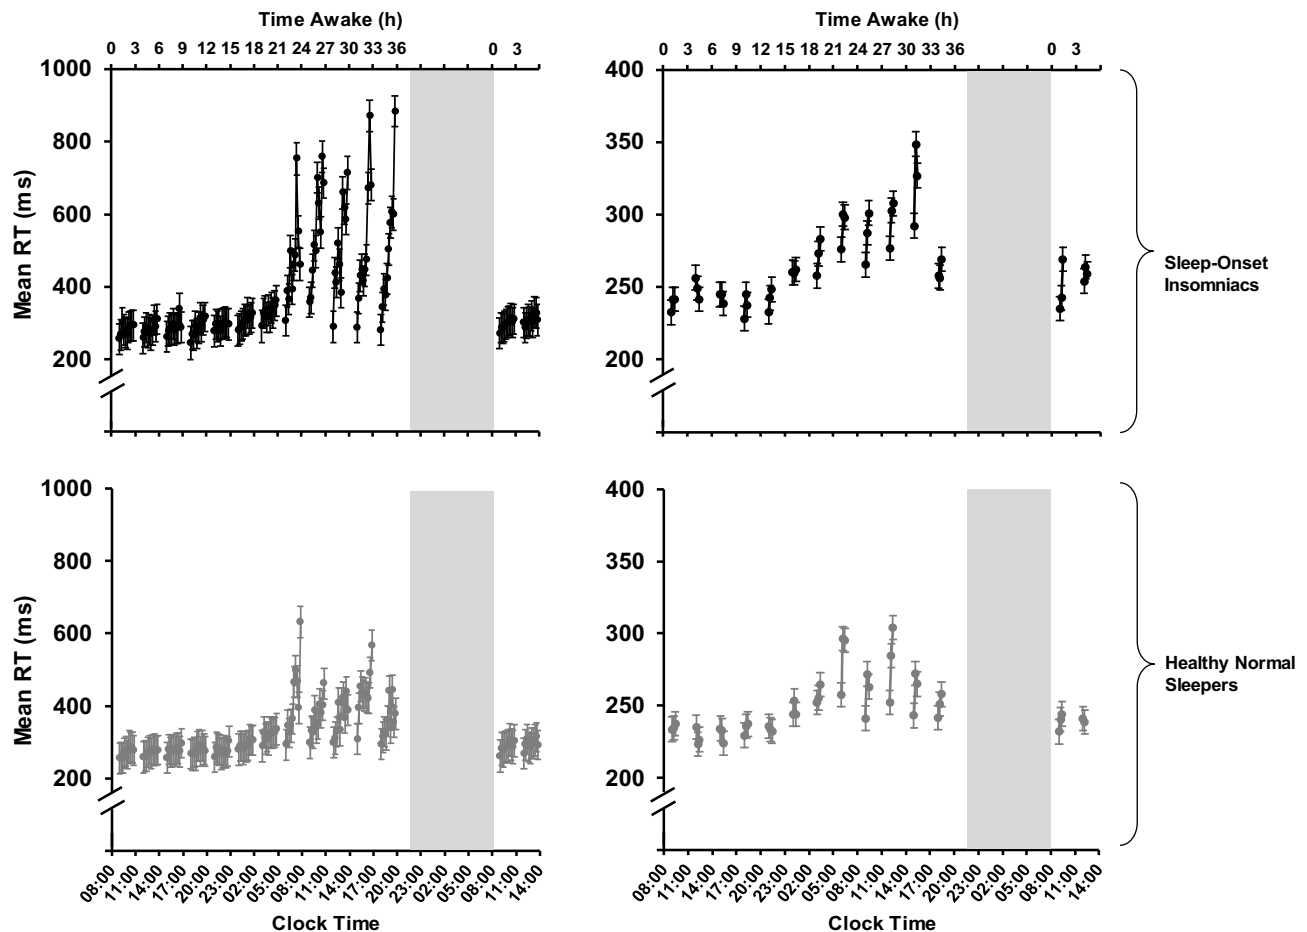 Time Awake (h) Time Awake (h)
0 3 6 9 12 15 18 21 24 27 30 33 36 0 3 0 3 6 9 12 15 18 21 24 27 30 33 36 0 3
1000 400
800 350
600 300
400 250
200 200
Mean RT (ms)
Sleep-Onset
Insomniacs
1000 400
800 350
600 300
400 250
200 200
Mean RT (ms)
Healthy Normal
Sleepers
08:00 11:00 14:00 17:00 20:00 23:00 02:00 05:00 08:00 11:00 14:00 17:00 20:00 23:00 02:00 05:00 08:00 11:00 14:00 08:00 11:00 14:00 17:00 20:00 23:00 02:00 05:00 08:00 11:00 14:00 17:00 20:00 23:00 02:00 05:00 08:00 11:00 14:00
Clock Time Clock Time